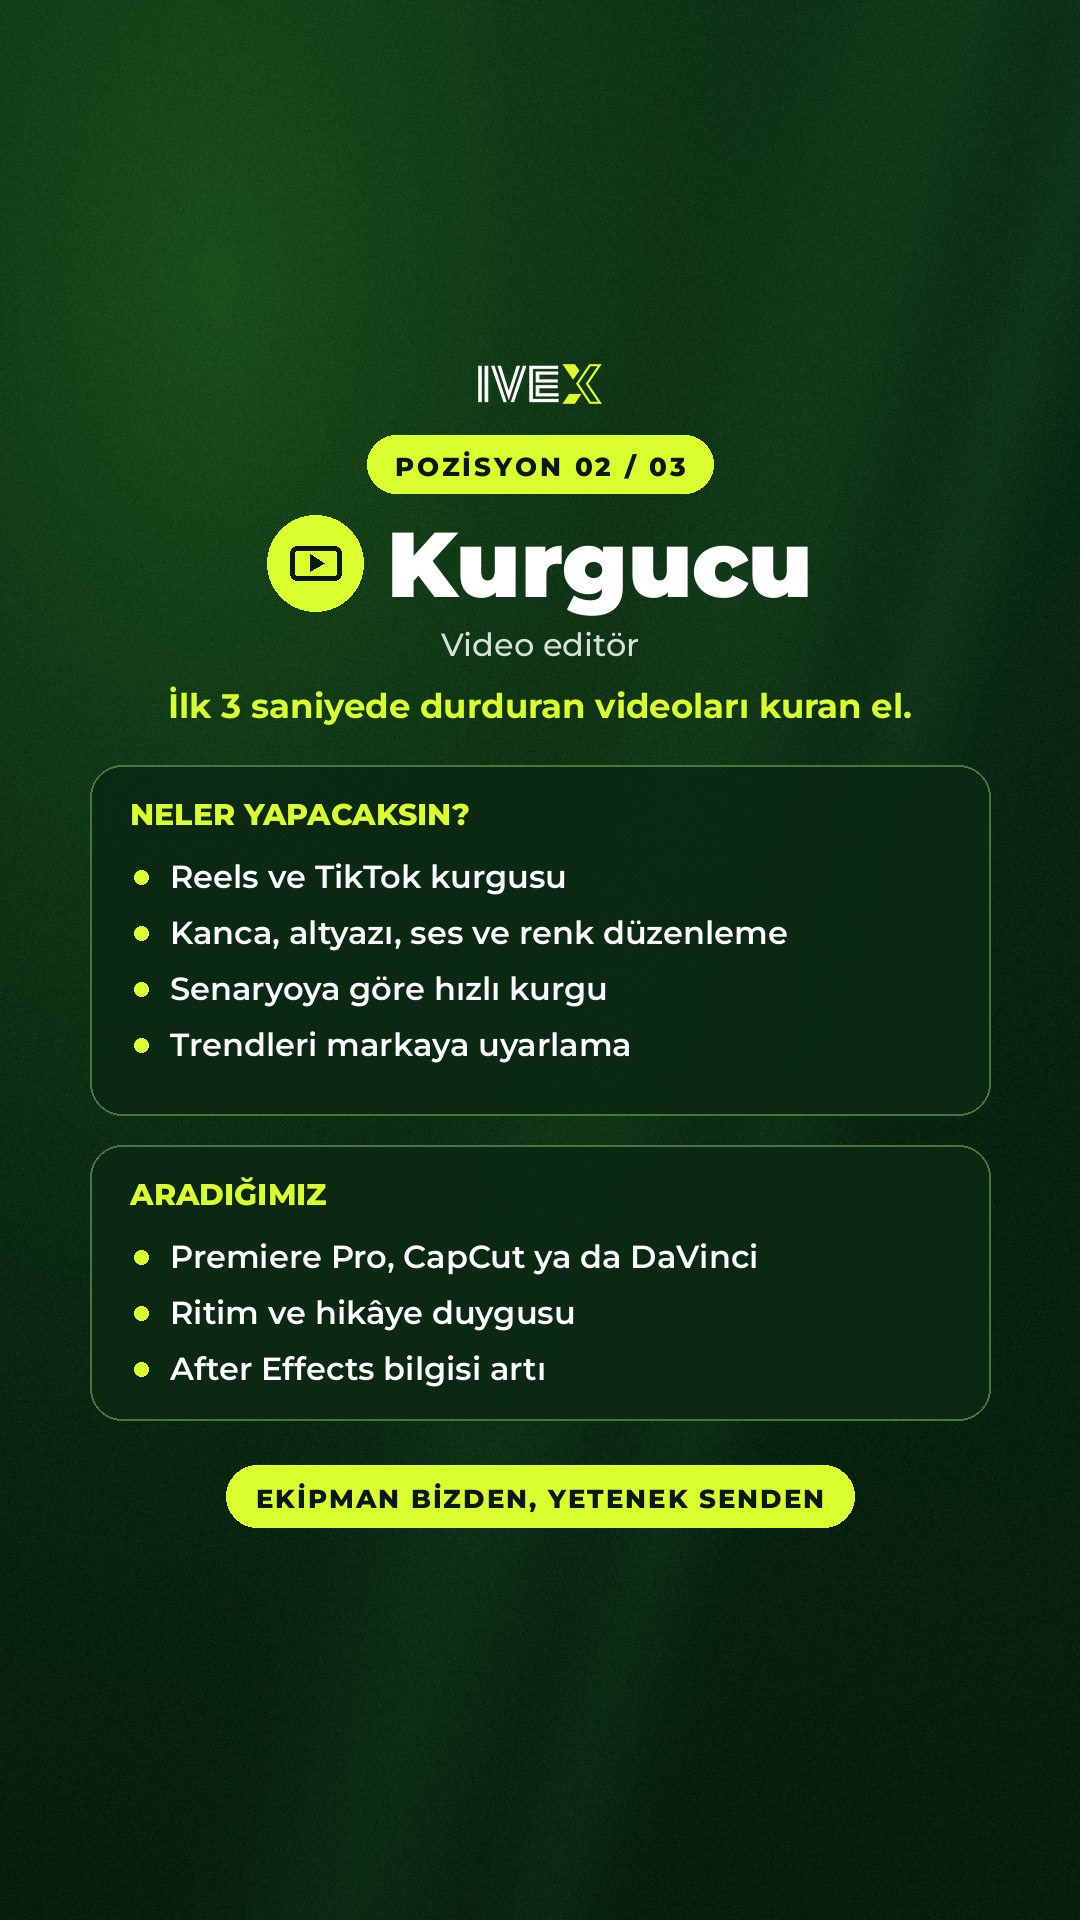 IVEX
POZİSYON 02 / 03
Kurgucu
Video editör
İlk 3 saniyede durduran videoları kuran el.
NELER YAPACAKSIN?
Reels ve TikTok kurgusu
Kanca, altyazı, ses ve renk düzenleme
Senaryoya göre hızlı kurgu
Trendleri markaya uyarlama
ARADIĞIMIZ
Premiere Pro, CapCut ya da DaVinci
Ritim ve hikâye duygusu
After Effects bilgisi artı
EKİPMAN BİZDEN, YETENEK SENDEN